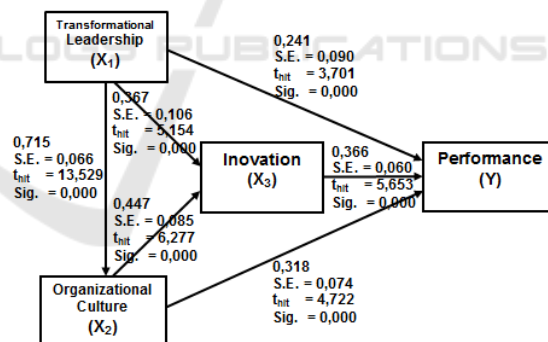 Transformational
Leadership
(X1)
LOGY PUBLICATIONS
0,241
S.E. = 0,090
thit = 3,701
Sig. = 0,000
0,367
S.E. = 0,106
thit = 5,154
Sig. = 0,000
0,715
S.E. = 0,066
thit = 13,529
Sig. = 0,000
Inovation
(X3)
0,366
S.E. = 0,060
thit = 5,653
Sig. = 0,000
Performance
(Y)
0,447
S.E. = 0,085
thit = 6,277
Sig. = 0,000
0,318
S.E. = 0,074
thit = 4,722
Sig. = 0,000
Organizational
Culture
(X2)